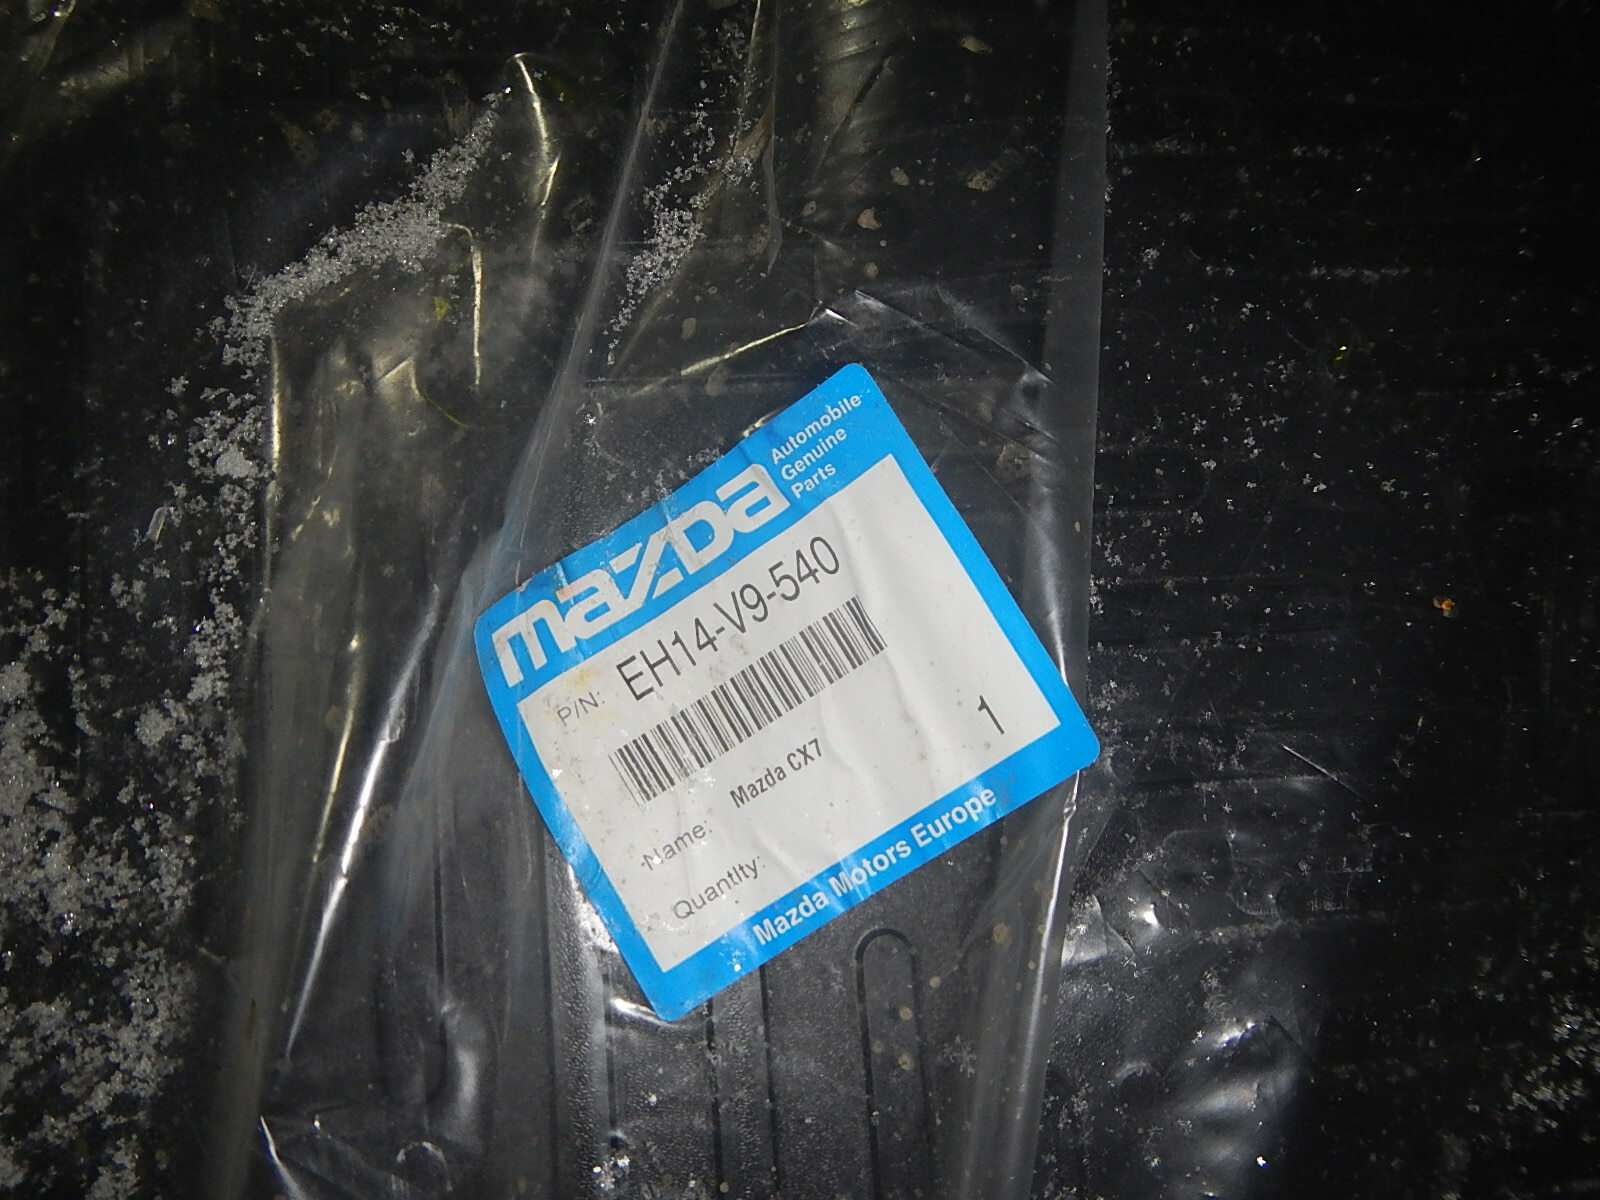 mazda
Automobile
Genuine
Parts
P/N: EH14-V9-540
Name: Mazda CX7
Quantity: 1
Mazda Motors Europe